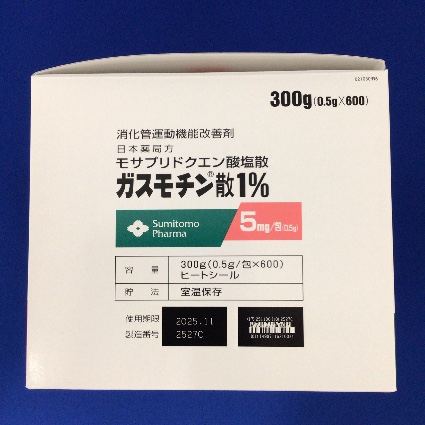 300g(0.5g×600)
消化管運動機能改善剤
日本薬局方
モサプリドクエン酸塩散
ガスモチン®散1%
Sumitomo
Pharma
5mg/包(0.5g)
容量 300g(0.5g/包×600)
ヒートシール
貯法 室温保存
使用期限 2025.11
製造番号 2527C